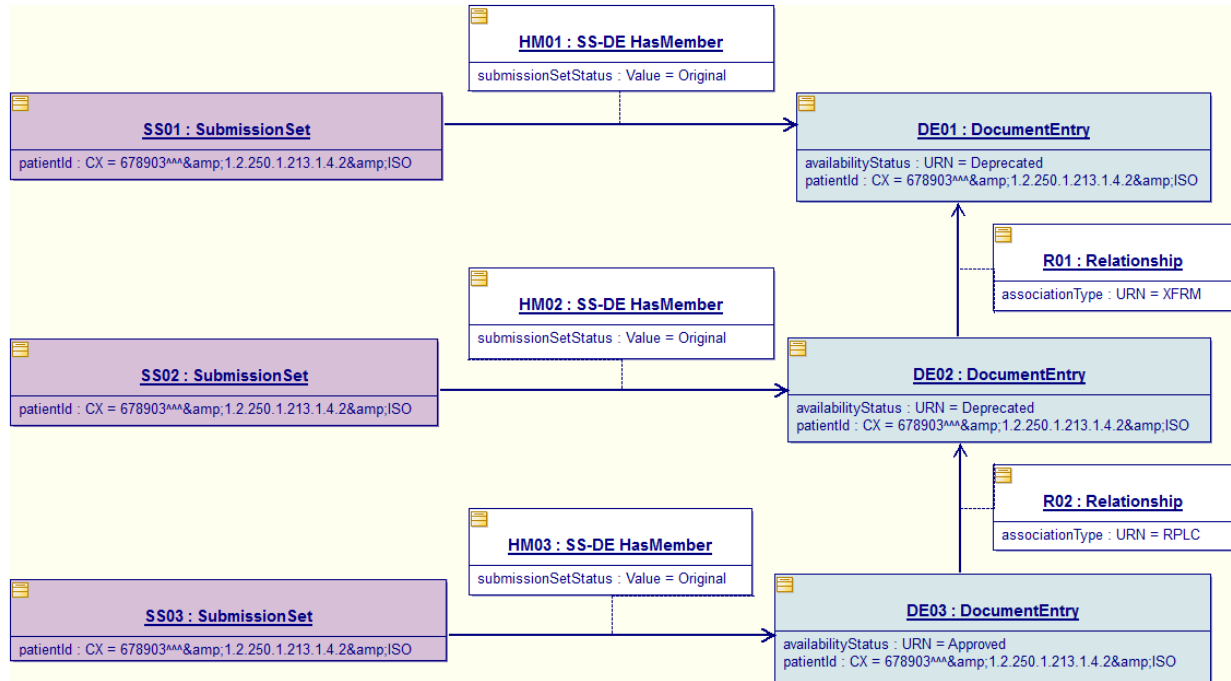 HM01 : SS-DE HasMember
submissionSetStatus : Value = Original
SS01 : SubmissionSet
patientId : CX = 678903^^^&amp;1.2.250.1.213.1.4.2&amp;ISO
DE01 : DocumentEntry
availabilityStatus : URN = Deprecated
patientId : CX = 678903^^^&amp;1.2.250.1.213.1.4.2&amp;ISO
R01 : Relationship
associationType : URN = XFRM
HM02 : SS-DE HasMember
submissionSetStatus : Value = Original
SS02 : SubmissionSet
patientId : CX = 678903^^^&amp;1.2.250.1.213.1.4.2&amp;ISO
DE02 : DocumentEntry
availabilityStatus : URN = Deprecated
patientId : CX = 678903^^^&amp;1.2.250.1.213.1.4.2&amp;ISO
R02 : Relationship
associationType : URN = RPLC
HM03 : SS-DE HasMember
submissionSetStatus : Value = Original
SS03 : SubmissionSet
patientId : CX = 678903^^^&amp;1.2.250.1.213.1.4.2&amp;ISO
DE03 : DocumentEntry
availabilityStatus : URN = Approved
patientId : CX = 678903^^^&amp;1.2.250.1.213.1.4.2&amp;ISO